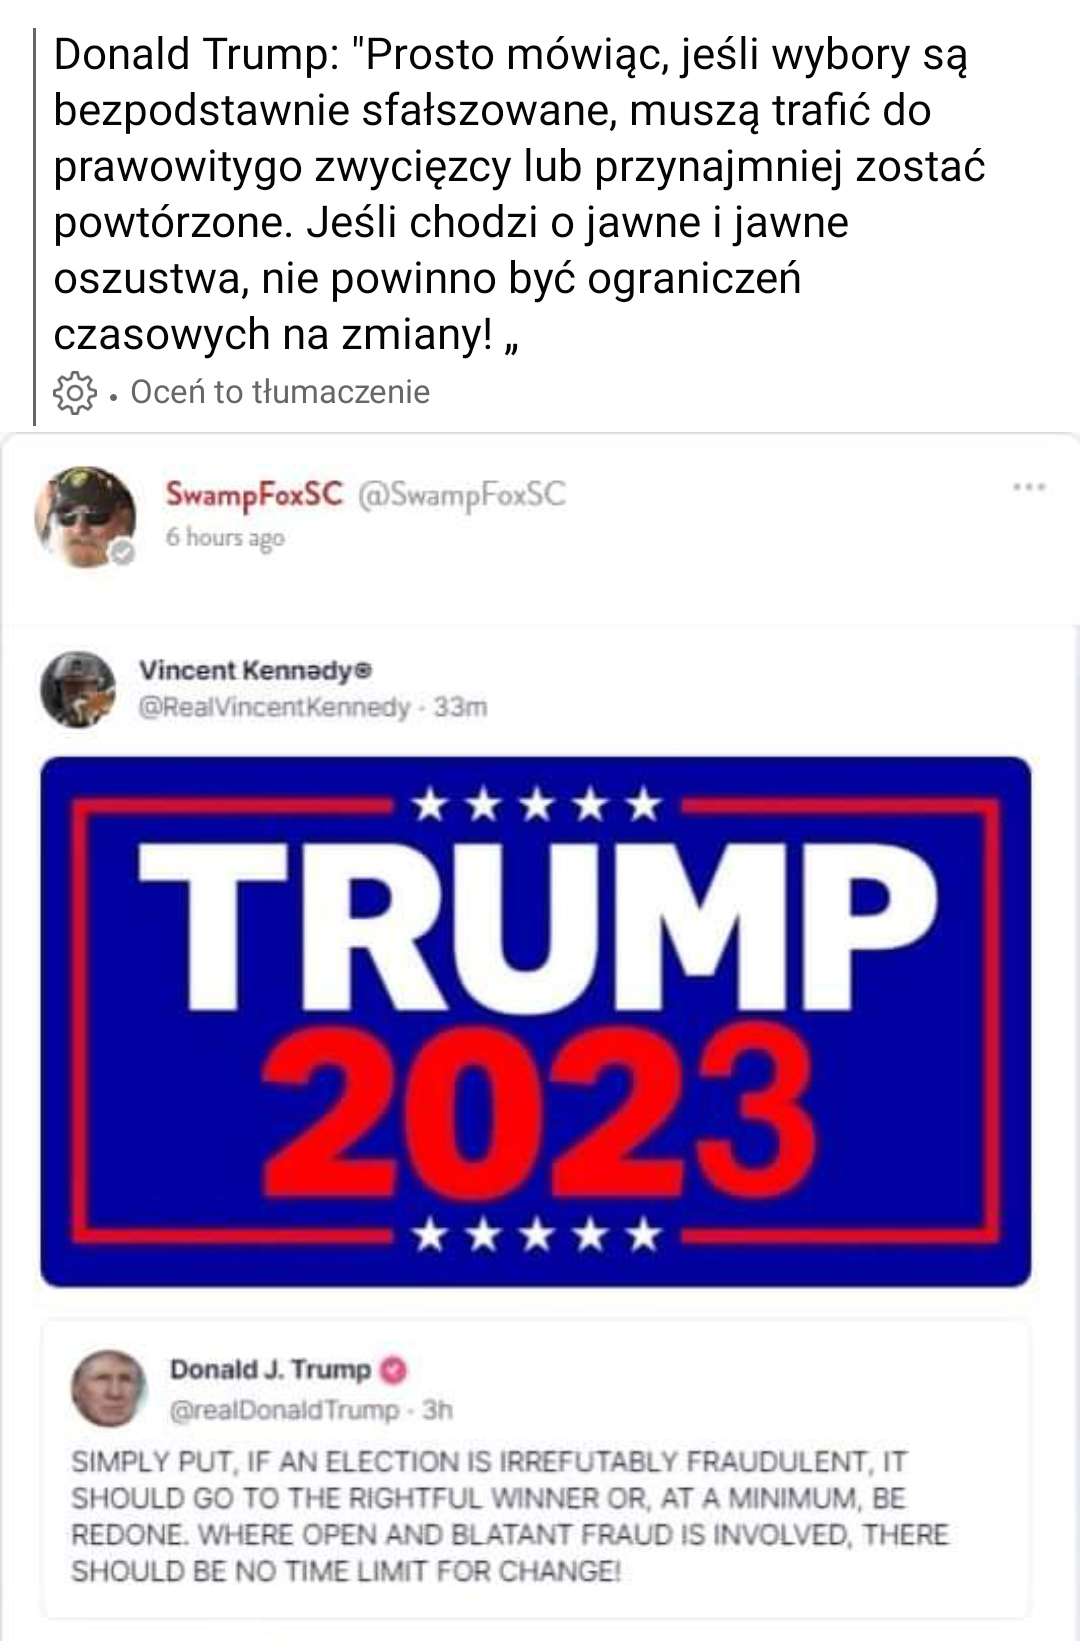 Donald Trump: "Prosto mówiąc, jeśli wybory są
bezpodstawnie sfałszowane, muszą trafić do
prawowitygo zwycięzcy lub przynajmniej zostać
powtórzone. Jeśli chodzi o jawne i jawne
oszustwa, nie powinno być ograniczeń
czasowych na zmiany! „
· Oceń to tłumaczenie
SwampFoxSC @SwampFoxSC
6 hours ago
Vincent Kennǝdy®
@RealVincentKennedy · 33m
TRUMP
2023
Donald J. Trump
@realDonaldTrump · 3h
SIMPLY PUT, IF AN ELECTION IS IRREFUTABLY FRAUDULENT, IT
SHOULD GO TO THE RIGHTFUL WINNER OR, AT A MINIMUM, BE
REDONE. WHERE OPEN AND BLATANT FRAUD IS INVOLVED, THERE
SHOULD BE NO TIME LIMIT FOR CHANGE!